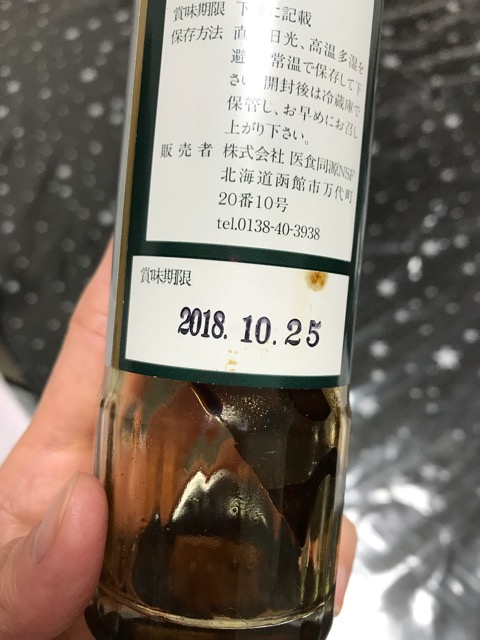 賞味期限 下部に記載
保存方法 直射日光、高温多湿を
避け常温で保存して下
さい。開封後は冷蔵庫で
保管し、お早めにお召し
上がり下さい。
販売者 株式会社 医食同源NSF
北海道函館市万代町
20番10号
tel.0138-40-3938
賞味期限
2018. 10. 25